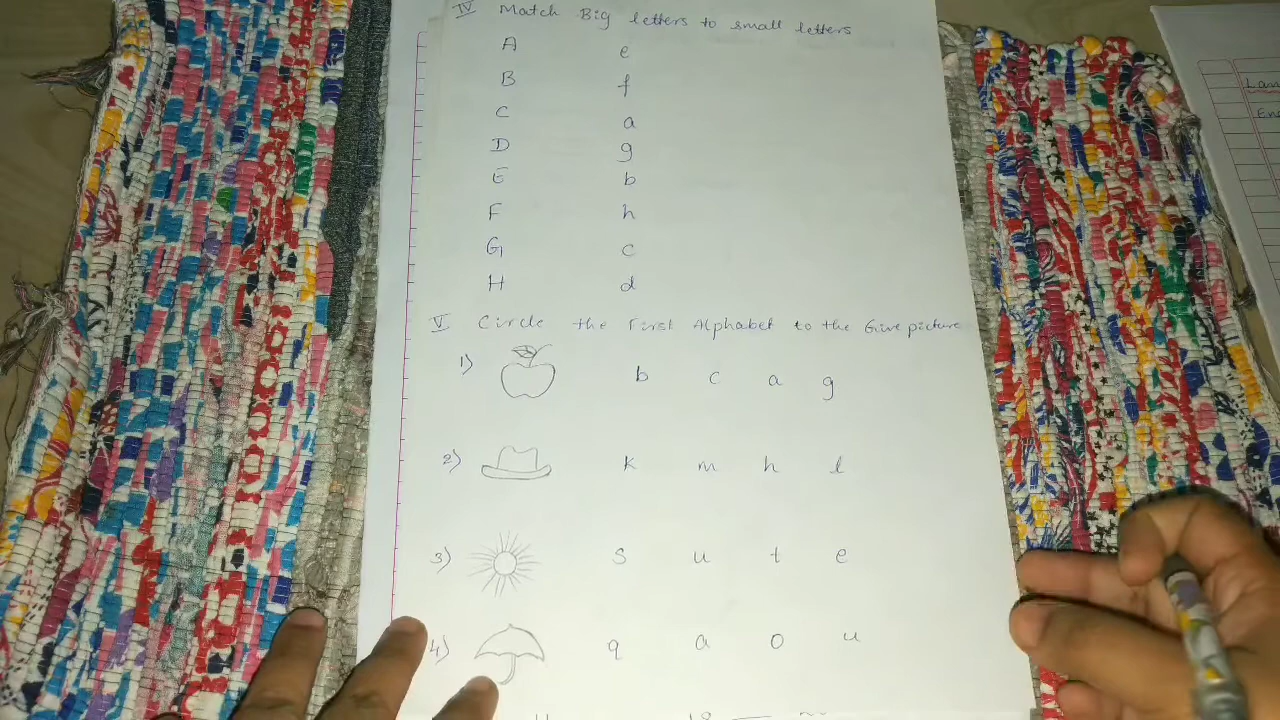 IV Match Big letters to small letters
A e
B f
C a
D g
E b
F h
G c
H d
V Circle the First Alphabet to the Give picture
1) b c a g
2) k m h l
3) s u t e
4) q a o u